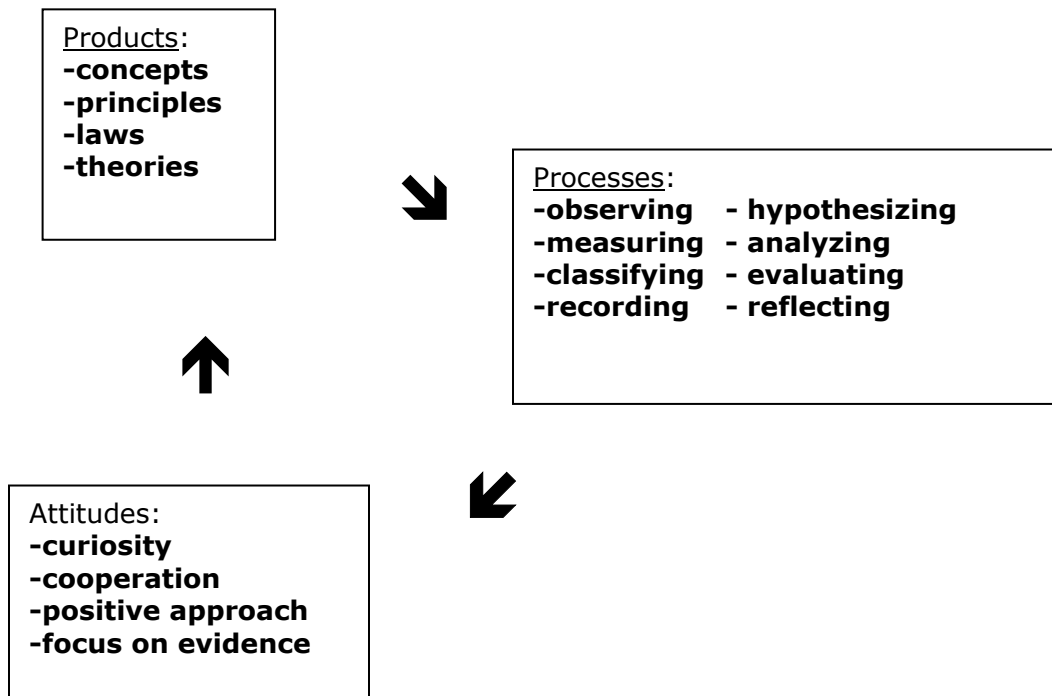 Products:
-concepts
-principles
-laws
-theories
Processes:
-observing - hypothesizing
-measuring - analyzing
-classifying - evaluating
-recording - reflecting
Attitudes:
-curiosity
-cooperation
-positive approach
-focus on evidence